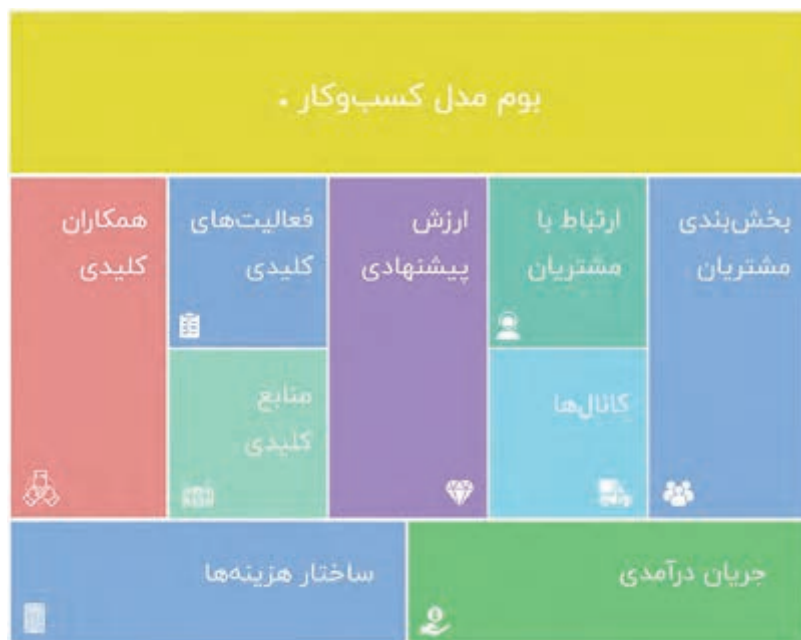 بوم مدل کسب‌وکار .
بخش‌بندی
مشتریان
ارتباط با
مشتریان
کانال‌ها
ارزش
پیشنهادی
فعالیت‌های
کلیدی
منابع
کلیدی
همکاران
کلیدی
جریان درآمدی
ساختار هزینه‌ها